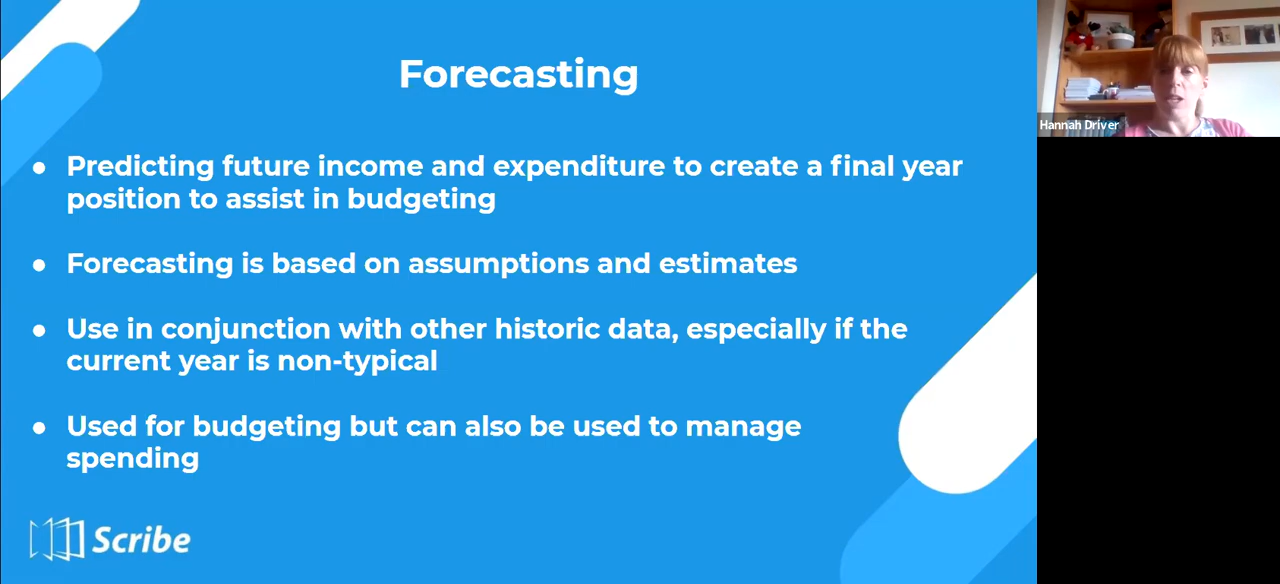 Forecasting
● Predicting future income and expenditure to create a final year
position to assist in budgeting
● Forecasting is based on assumptions and estimates
● Use in conjunction with other historic data, especially if the
current year is non-typical
● Used for budgeting but can also be used to manage
spending
Scribe
Hannah Driver